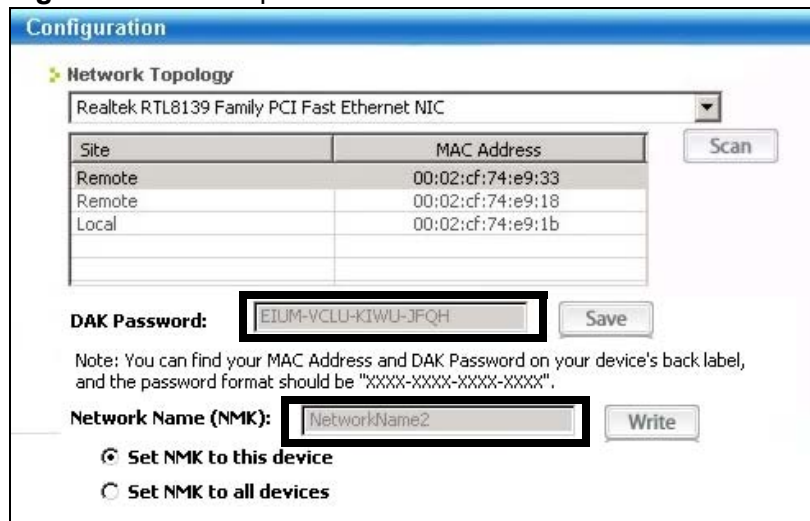 Configuration
Network Topology
Realtek RTL8139 Family PCI Fast Ethernet NIC
Scan
Site MAC Address
Remote 00:02:cf:74:e9:33
Remote 00:02:cf:74:e9:18
Local 00:02:cf:74:e9:1b
DAK Password: EIUM-VCLU-KIWU-JFQH Save
Note: You can find your MAC Address and DAK Password on your device's back label,
and the password format should be "XXXX-XXXX-XXXX-XXXX".
Network Name (NMK): NetworkName2 Write
Set NMK to this device
Set NMK to all devices